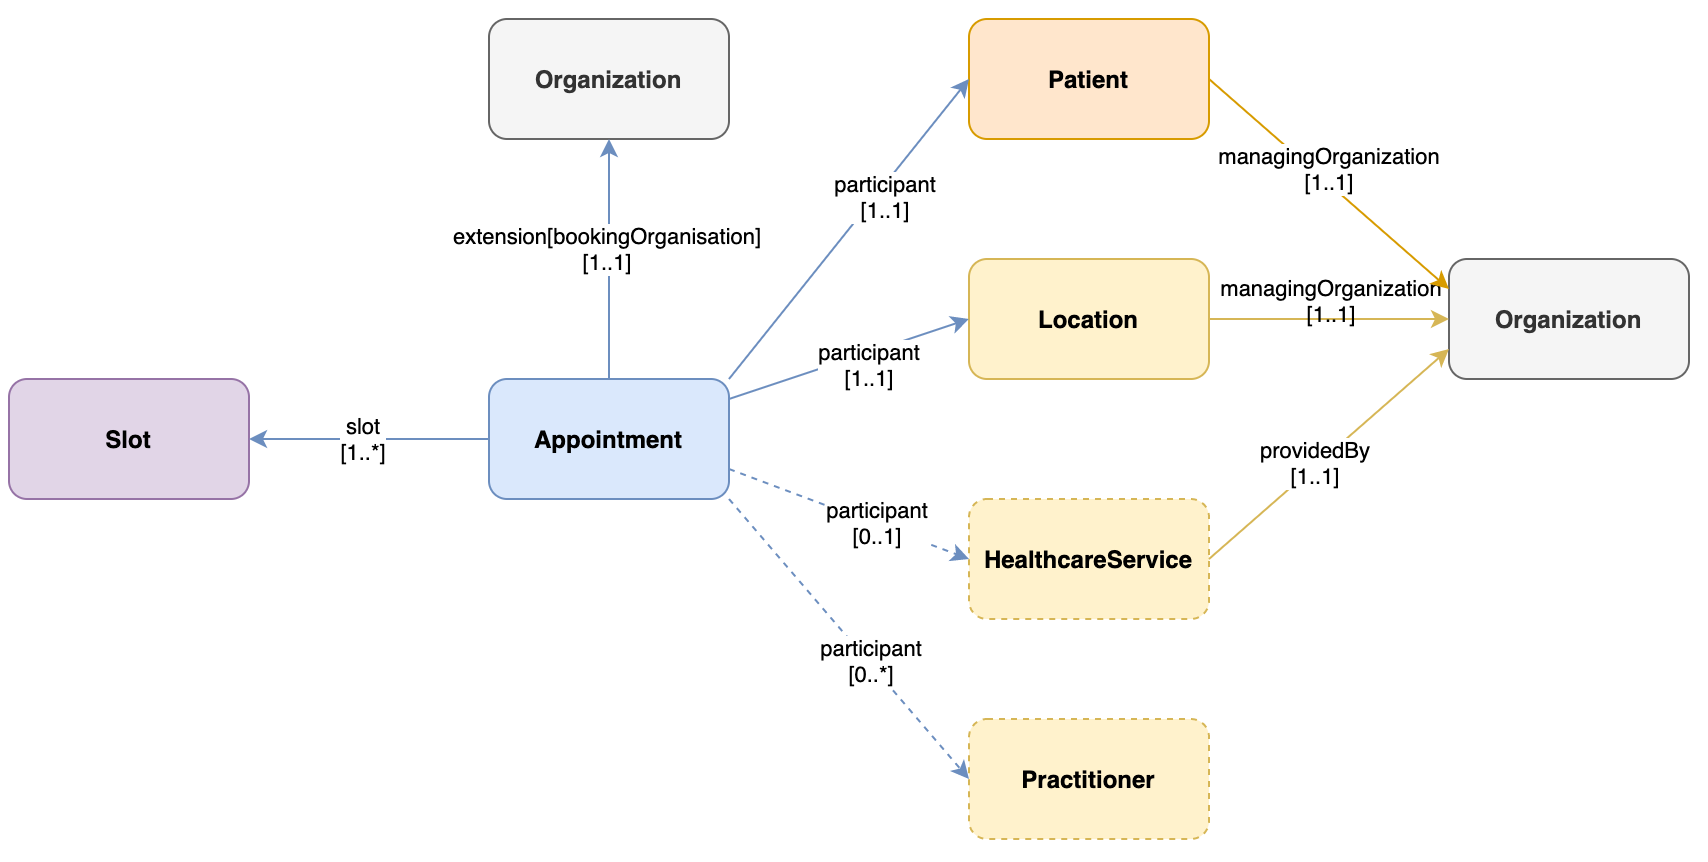 Organization
Patient
managingOrganization
[1..1]
participant
[1..1]
extension[bookingOrganisation]
[1..1]
managingOrganization
[1..1]
Location
Organization
participant
[1..1]
Slot
slot
[1..*]
Appointment
providedBy
[1..1]
participant
[0..1]
HealthcareService
participant
[0..*]
Practitioner